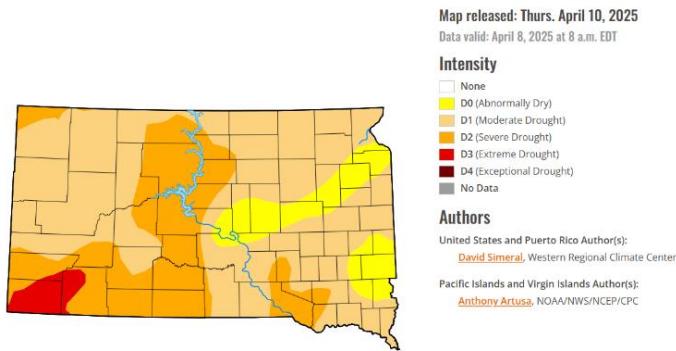 Map released: Thurs. April 10, 2025
Data valid: April 8, 2025 at 8 a.m. EDT
Intensity
None
D0 (Abnormally Dry)
D1 (Moderate Drought)
D2 (Severe Drought)
D3 (Extreme Drought)
D4 (Exceptional Drought)
No Data
Authors
United States and Puerto Rico Author(s):
David Simeral, Western Regional Climate Center
Pacific Islands and Virgin Islands Author(s):
Anthony Artusa, NOAA/NWS/NCEP/CPC